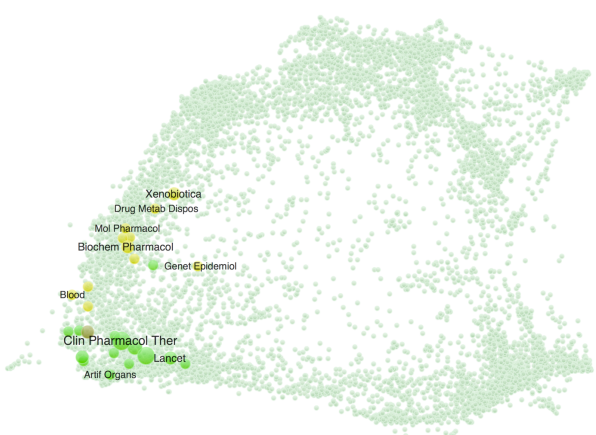 Xenobiotica
Drug Metab Dispos
Mol Pharmacol
Biochem Pharmacol
Genet Epidemiol
Blood
Clin Pharmacol Ther
Lancet
Artif Organs